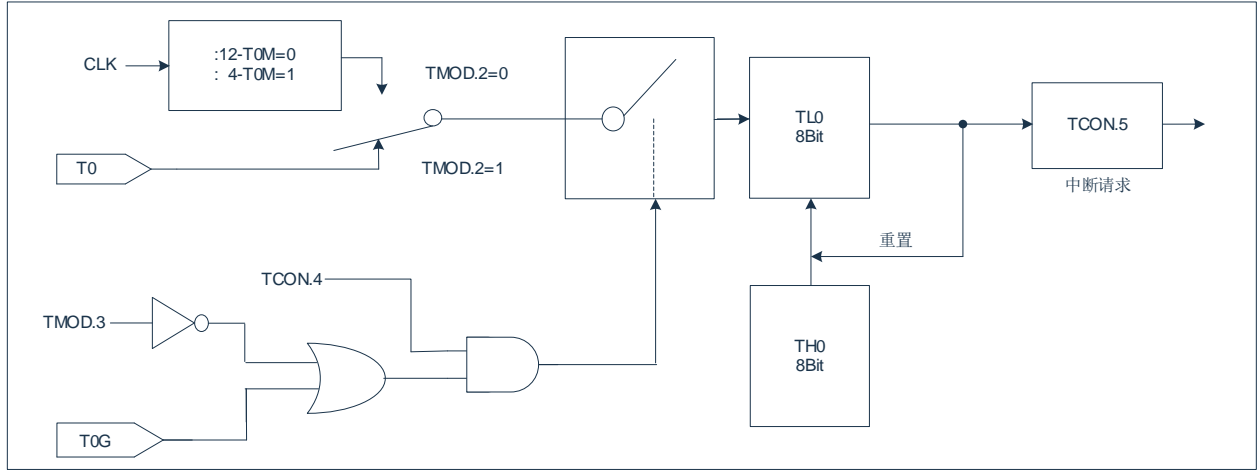 :12-T0M=0
:  4-T0M=1
CLK
TMOD.2=0
TMOD.2=1
T0
TL0
8Bit
TCON.5
中断请求
重置
TCON.4
TMOD.3
TH0
8Bit
T0G